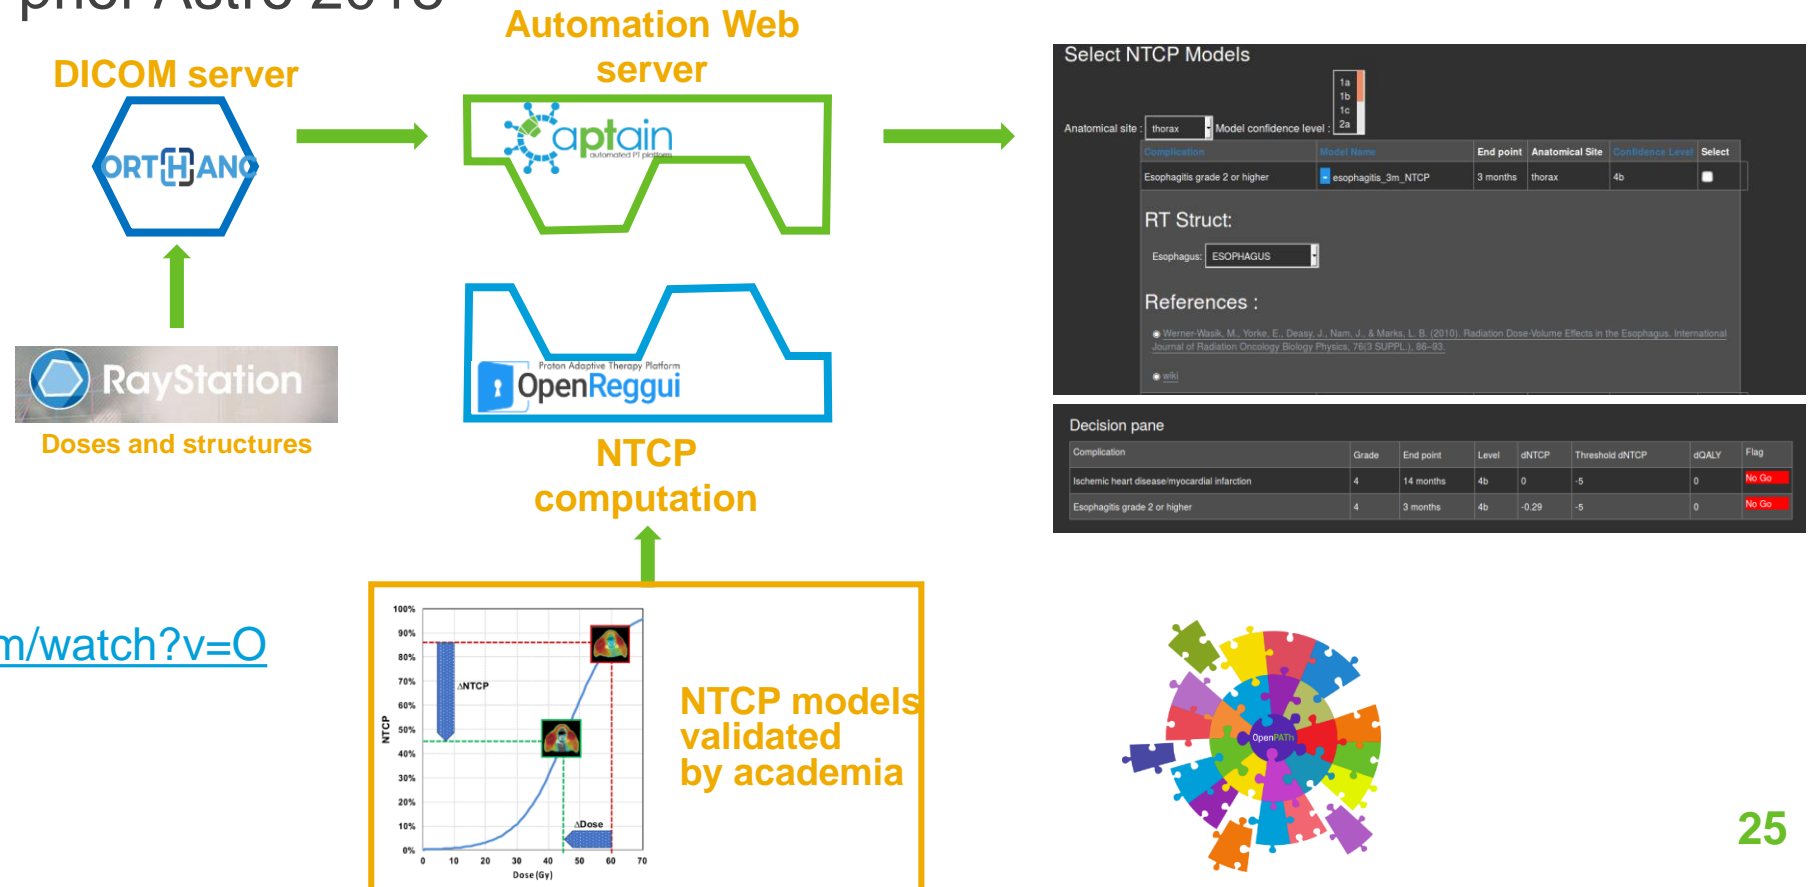 prior Astro 2018
DICOM server
ORTHANC
RayStation
Doses and structures
Automation Web
server
aptain
automated PT platform
Proton Adaptive Therapy Platform
OpenReggui
NTCP
computation
Select NTCP Models
1a
1b
1c
2a
Anatomical site : thorax Model confidence level :
Complication Model Name End point Anatomical Site Confidence Level Select
Esophagitis grade 2 or higher - esophagitis_3m_NTCP 3 months thorax 4b
RT Struct:
Esophagus: ESOPHAGUS
References :
Werner-Wasik, M., Yorke, E., Deasy, J., Nam, J., & Marks, L. B. (2010). Radiation Dose-Volume Effects in the Esophagus. International
Journal of Radiation Oncology Biology Physics, 76(3 SUPPL.), 86–93.
wiki
Decision pane
Complication Grade End point Level dNTCP Threshold dNTCP dQALY Flag
Ischemic heart disease/myocardial infarction 4 14 months 4b 0 -5 0 No Go
Esophagitis grade 2 or higher 4 3 months 4b -0.29 -5 0 No Go
m/watch?v=O
100%
90%
80%
70%
60%
50%
40%
30%
20%
10%
0%
NTCP
ΔNTCP
ΔDose
0 10 20 30 40 50 60 70
Dose (Gy)
NTCP models
validated
by academia
OpenPATh
25